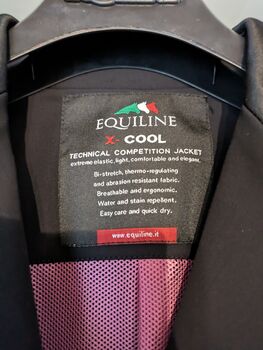 EQUILINE
X-COOL
TECHNICAL COMPETITION JACKET
extreme elastic, light, comfortable and elegant.
Bi-stretch, thermo-regulating
and abrasion resistant fabric.
Breathable and ergonomic.
Water and stain repellent.
Easy care and quick dry.
www.equiline.it